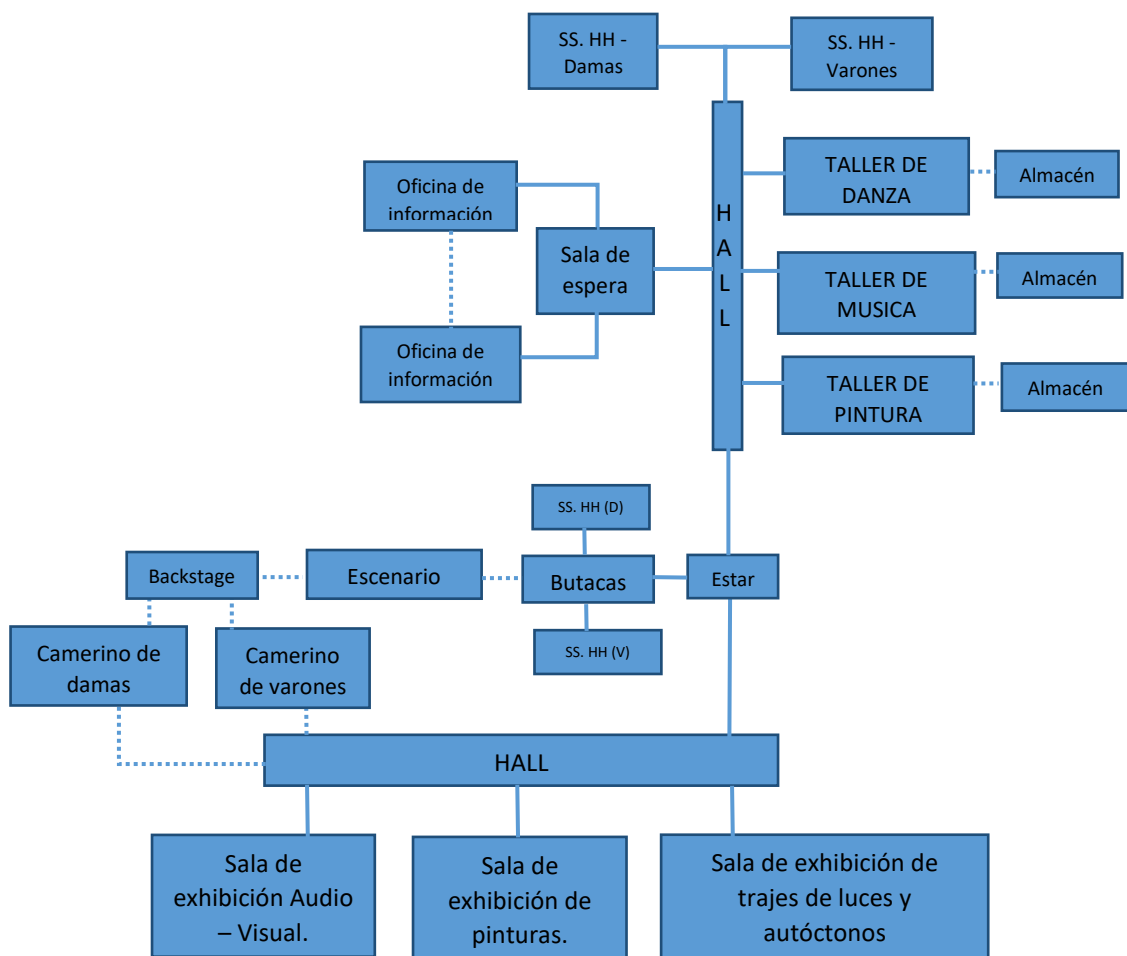 SS. HH -
Damas
SS. HH -
Varones
TALLER DE
DANZA
Almacén
Oficina de
información
H
A
L
L
Sala de
espera
TALLER DE
MUSICA
Almacén
Oficina de
información
TALLER DE
PINTURA
Almacén
SS. HH (D)
Backstage
Escenario
Butacas
Estar
SS. HH (V)
Camerino de
damas
Camerino
de varones
HALL
Sala de
exhibición Audio
– Visual.
Sala de
exhibición de
pinturas.
Sala de exhibición de
trajes de luces y
autóctonos